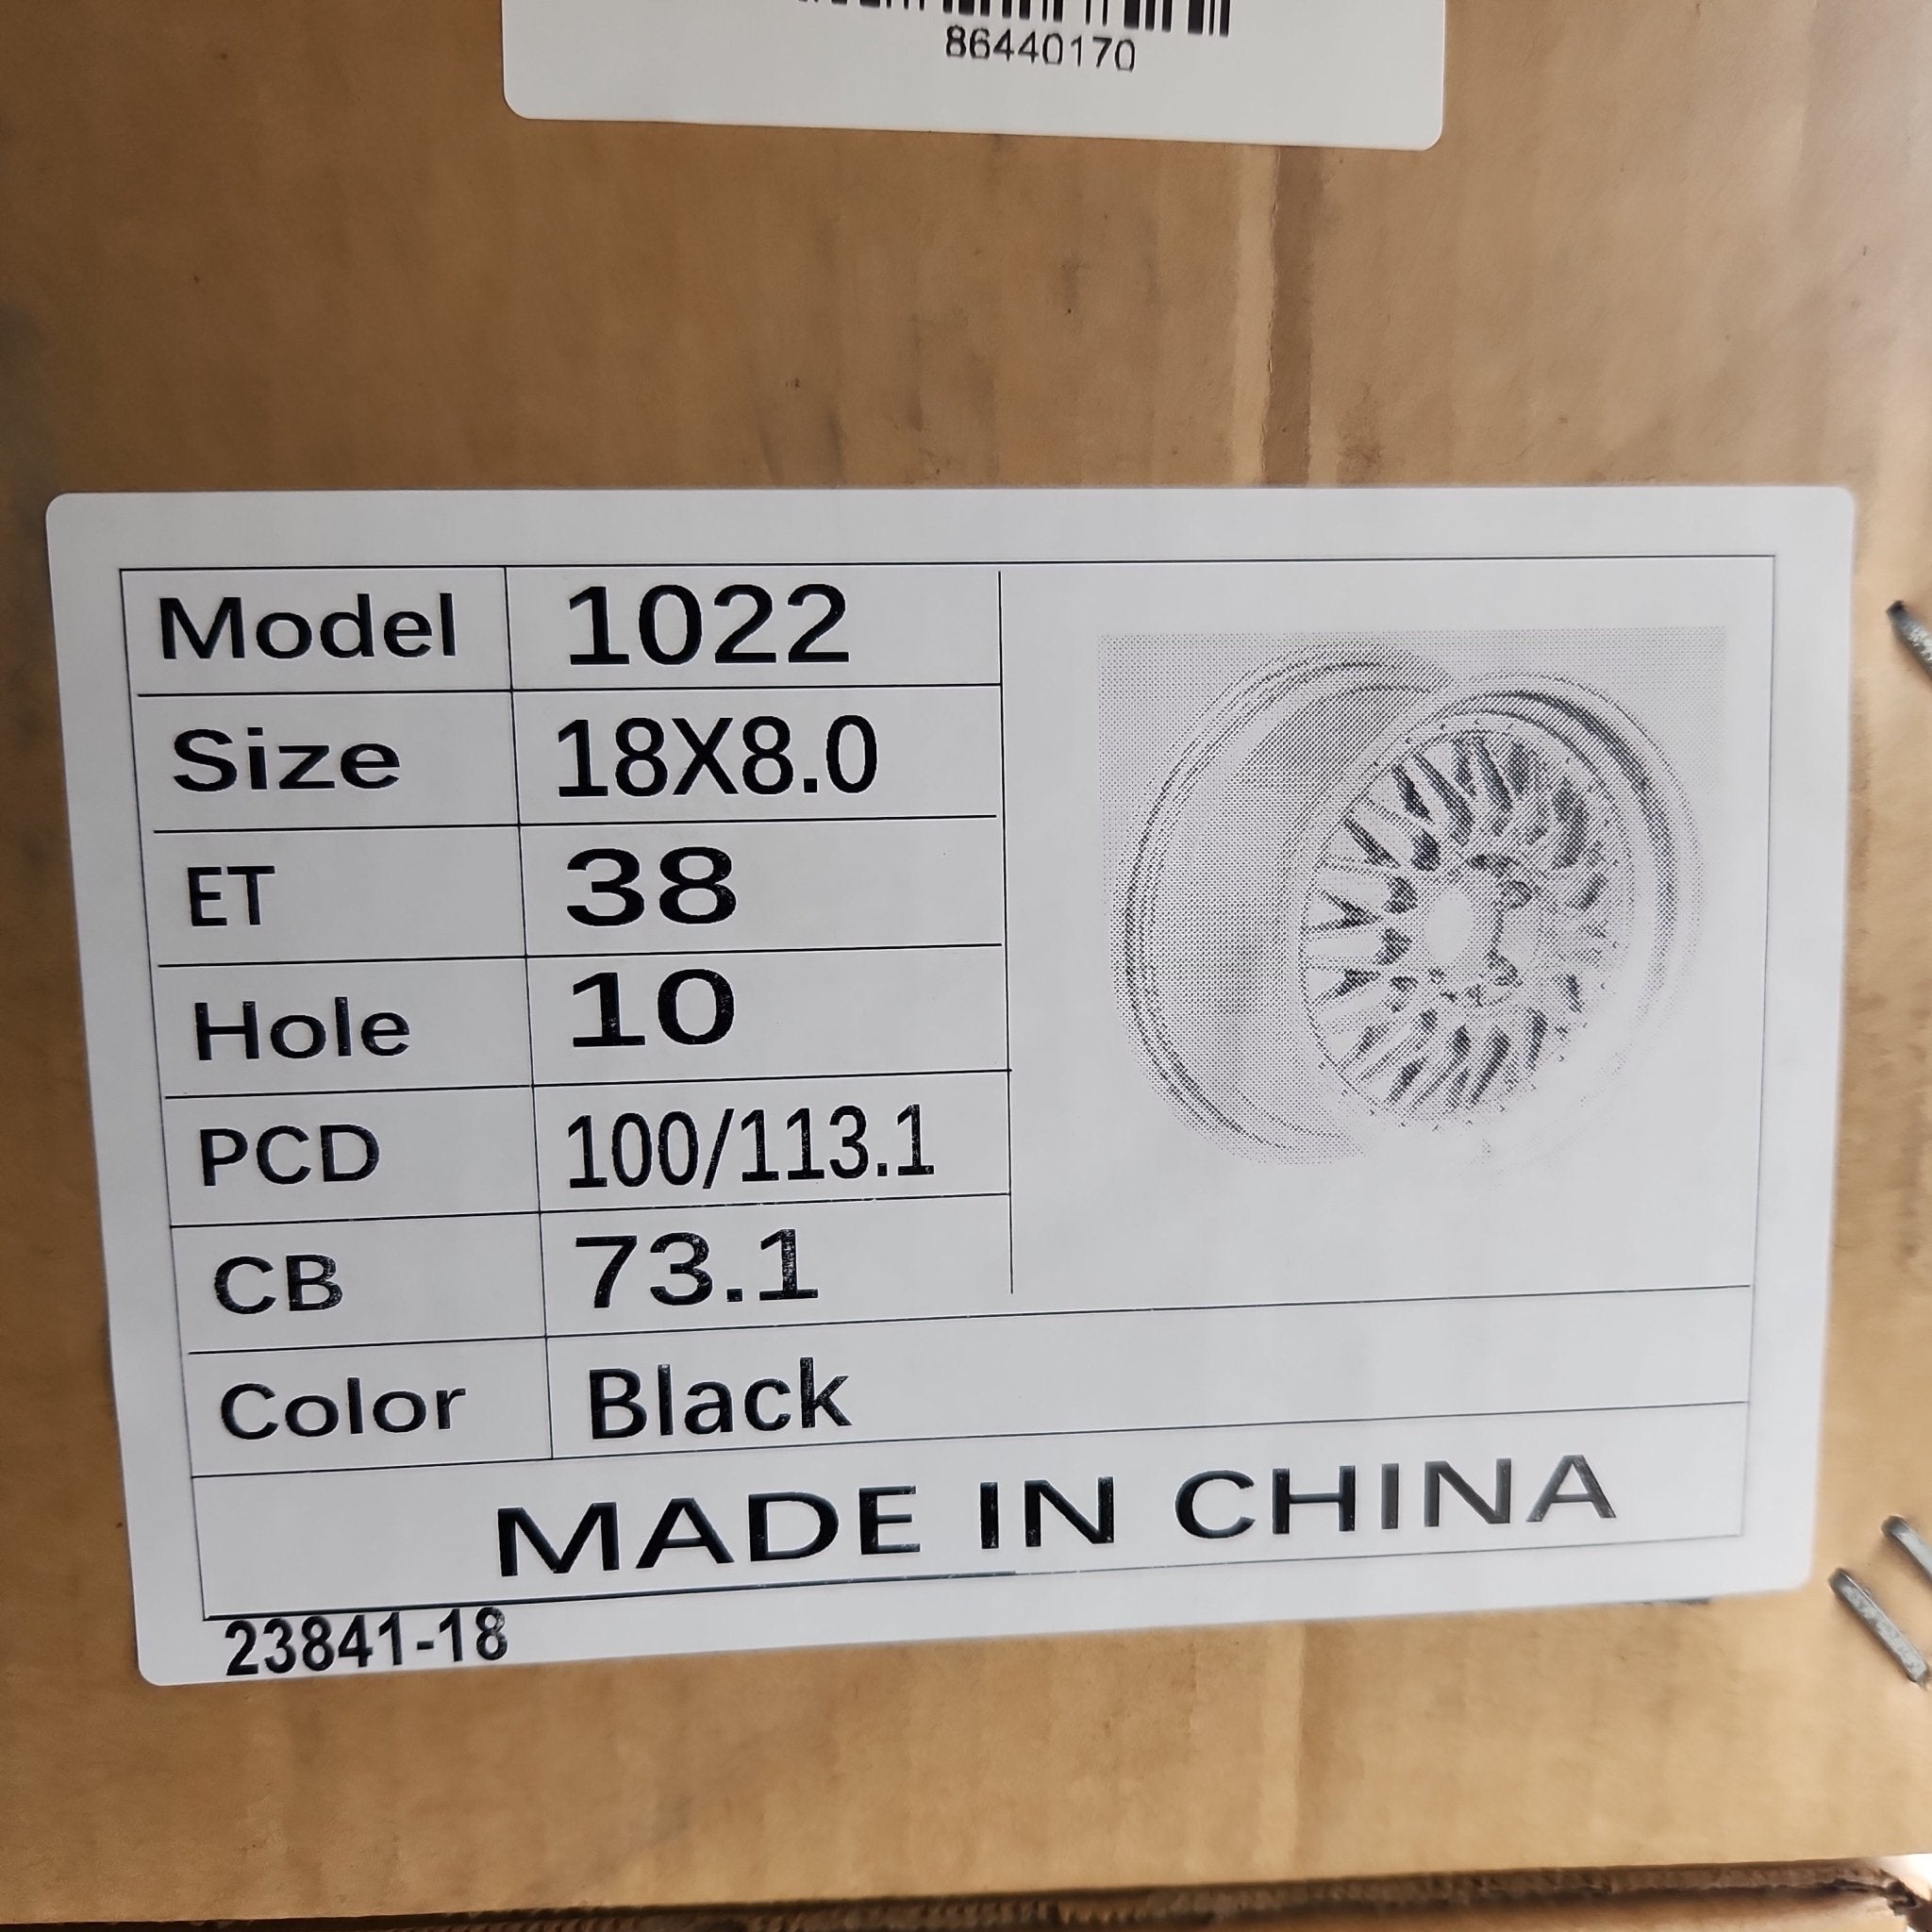 86440170
Model 1022
Size 18X8.0
ET 38
Hole 10
PCD 100/113.1
CB 73.1
Color Black
MADE IN CHINA
23841-18